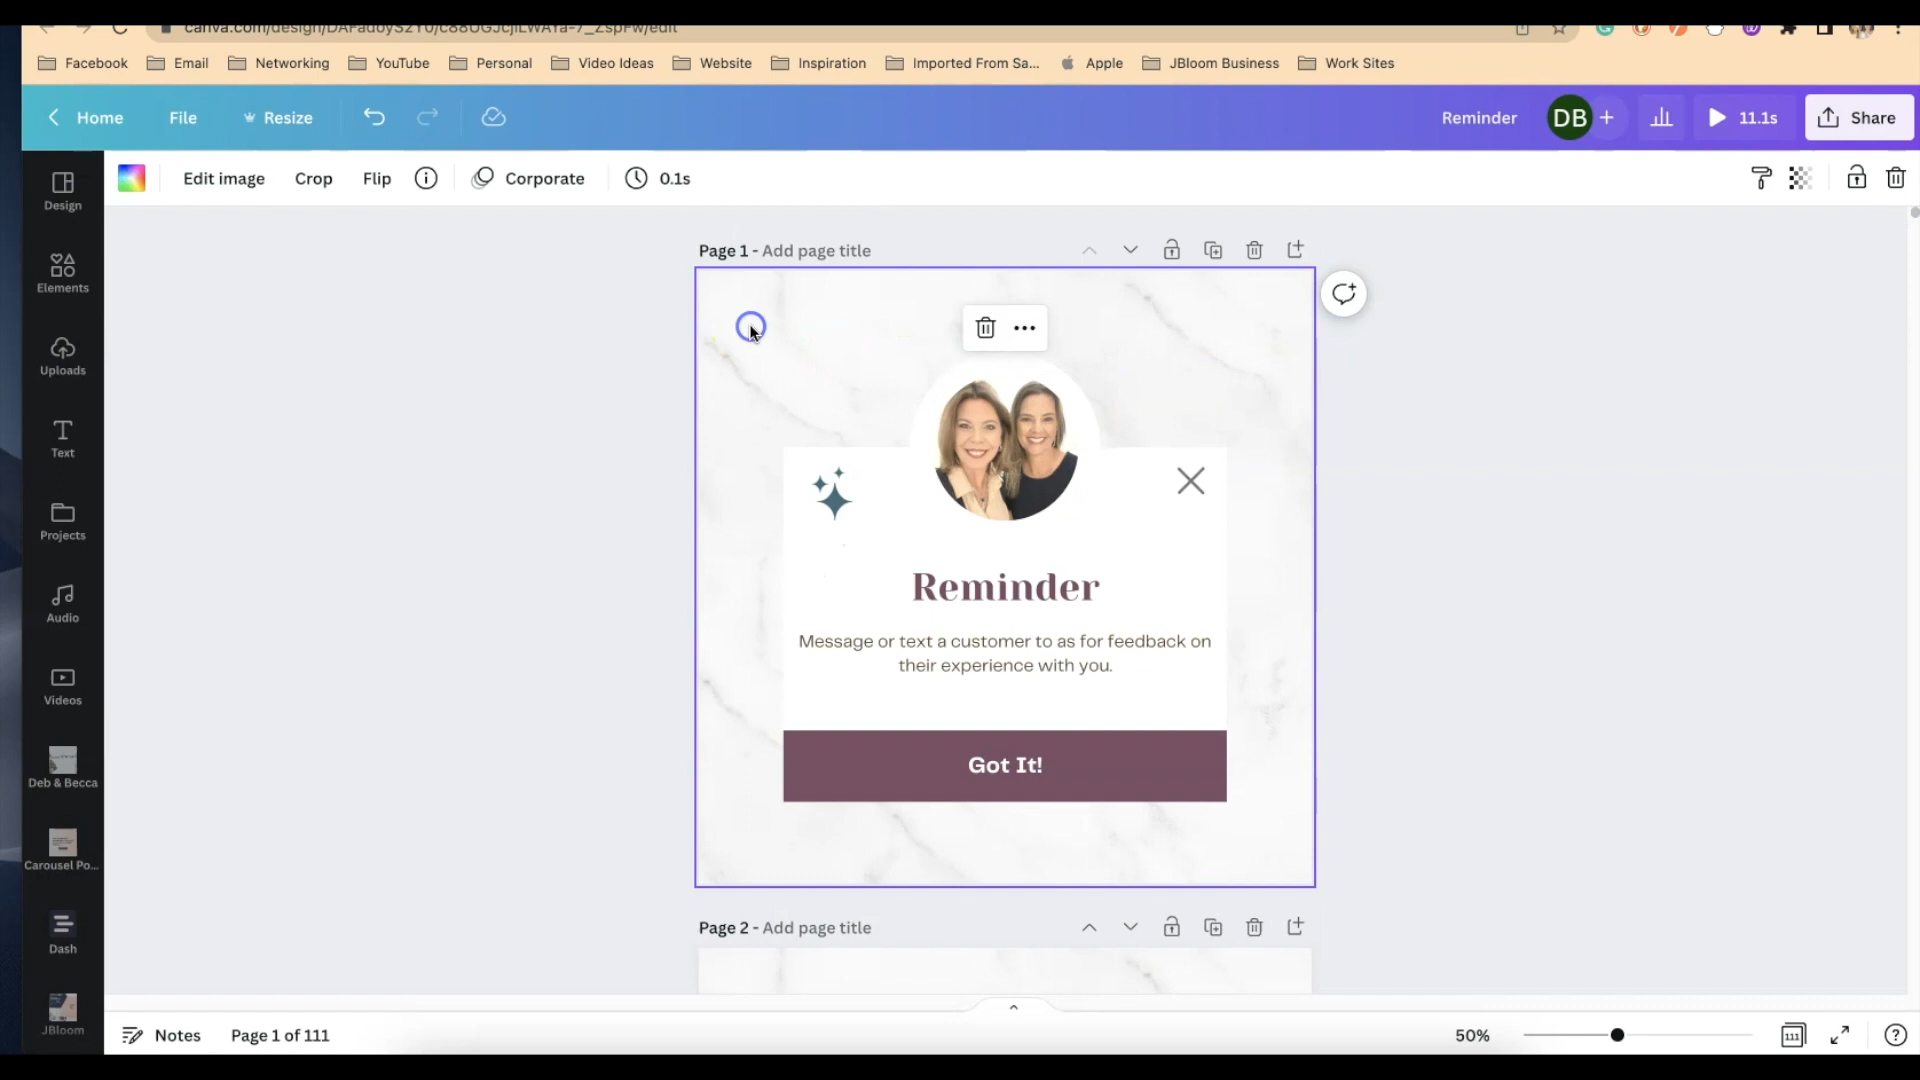 Facebook
Email
Networking
YouTube
Personal
Video Ideas
Website
Inspiration
Imported From Sa...
Apple
JBloom Business
Work Sites
Home
File
Resize
Reminder
DB
+
11.1s
Share
Edit image
Crop
Flip
Corporate
0.1s
Design
Elements
Uploads
Text
Projects
Audio
Videos
Deb & Becca
Carousel Po...
Dash
JBloom
Page 1 - Add page title
Reminder
Message or text a customer to as for feedback on
their experience with you.
Got It!
Page 2 - Add page title
Notes
Page 1 of 111
50%
111
?